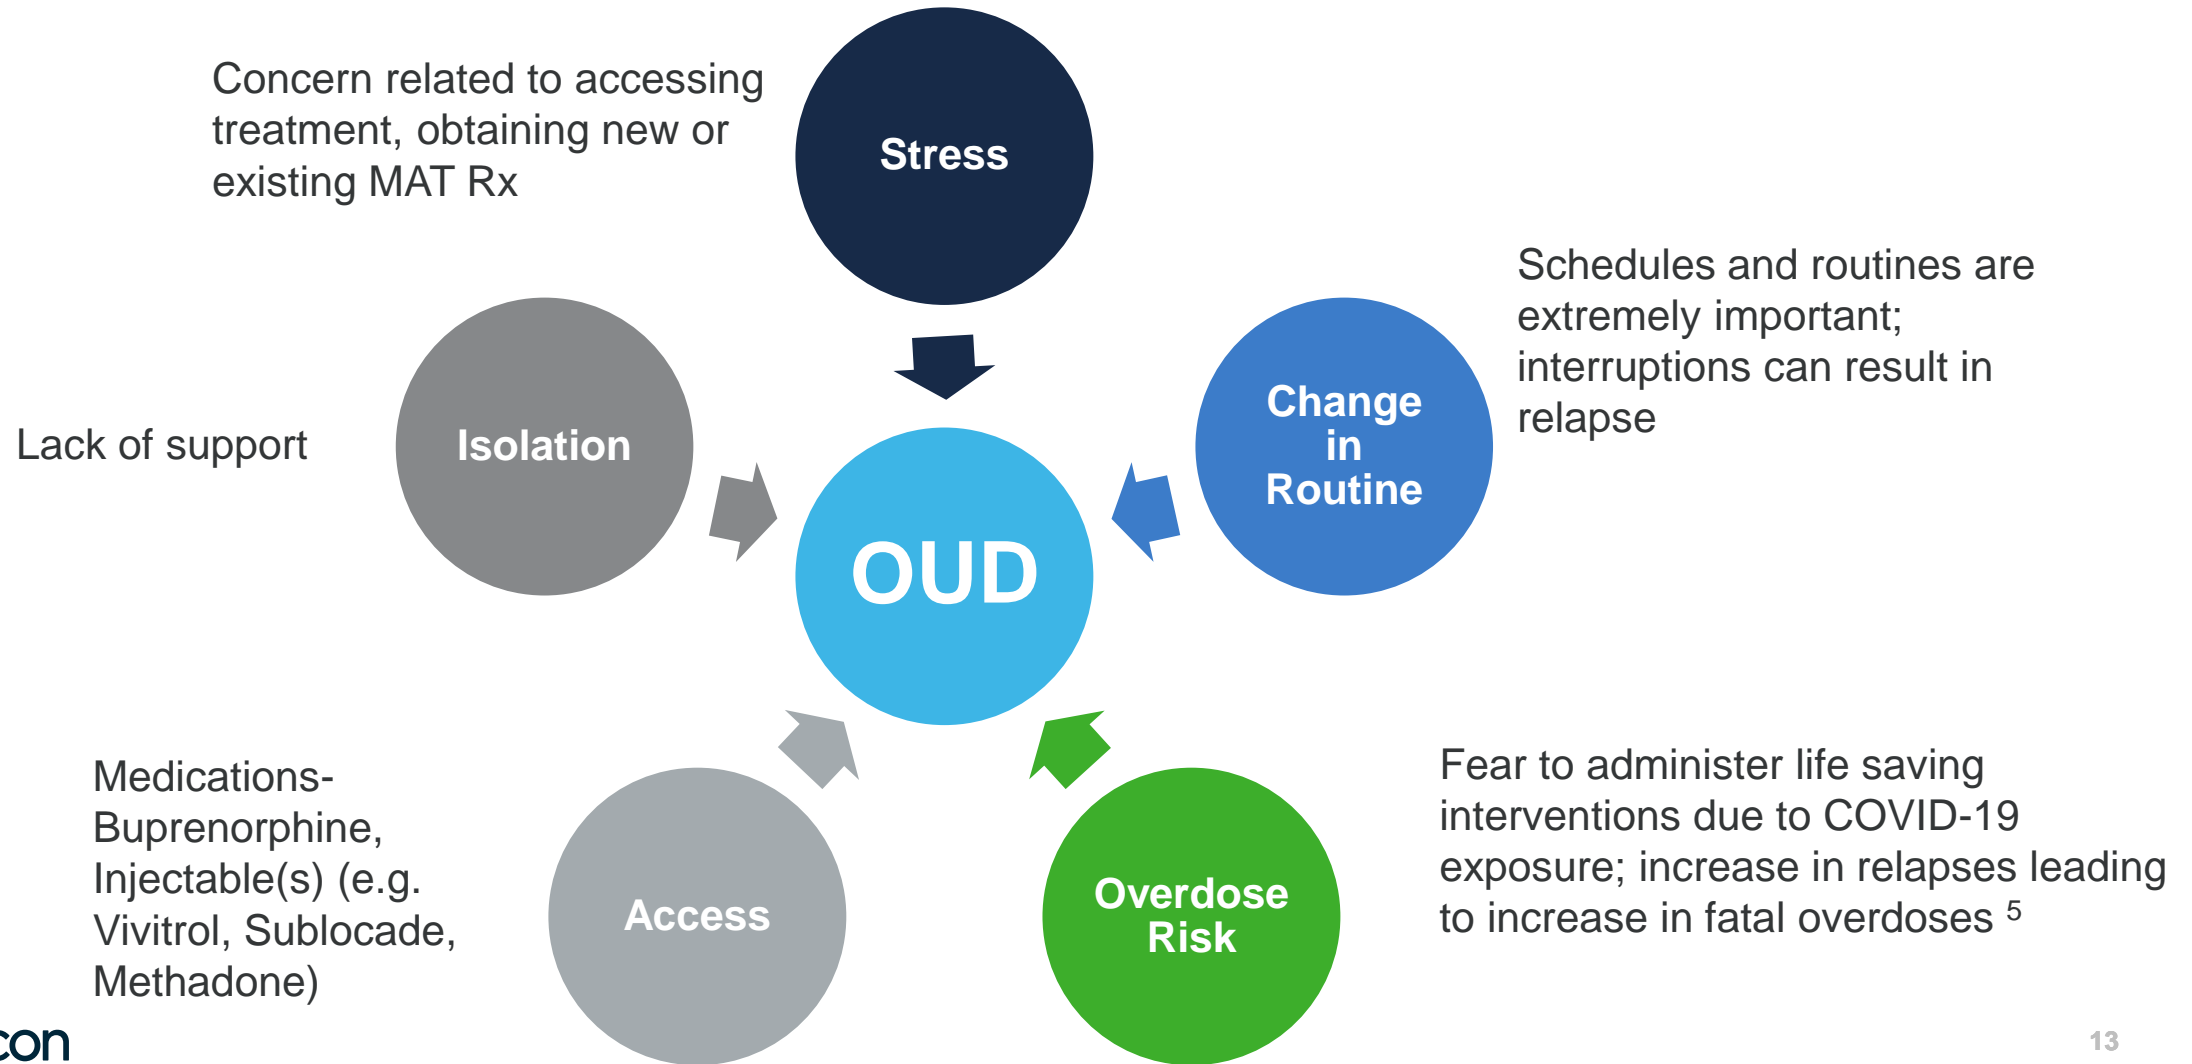 Concern related to accessing
treatment, obtaining new or
existing MAT Rx
Stress
Schedules and routines are
extremely important;
interruptions can result in
relapse
Change
in
Routine
Lack of support
Isolation
OUD
Medications-
Buprenorphine,
Injectable(s) (e.g.
Vivitrol, Sublocade,
Methadone)
Access
Overdose
Risk
Fear to administer life saving
interventions due to COVID-19
exposure; increase in relapses leading
to increase in fatal overdoses 5
13